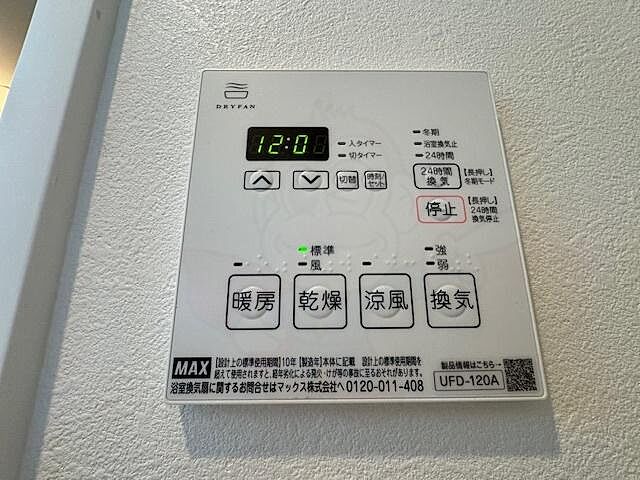 DRYFAN
12:0
入タイマー
切タイマー
冬期
浴室換気止
24時間
切替
時刻/セット
24時間
換気
【長押し】
冬期モード
停止
【長押し】
24時間
換気停止
標準
風
強
弱
暖房
乾燥
涼風
換気
MAX
【設計上の標準使用期間】10年【製造年】本体に記載 設計上の標準使用期間を
超えて使用されますと、経年劣化による発火・けが等の事故に至るおそれがあります。
浴室換気扇に関するお問合せはマックス株式会社へ 0120-011-408
製品情報はこちら→
UFD-120A